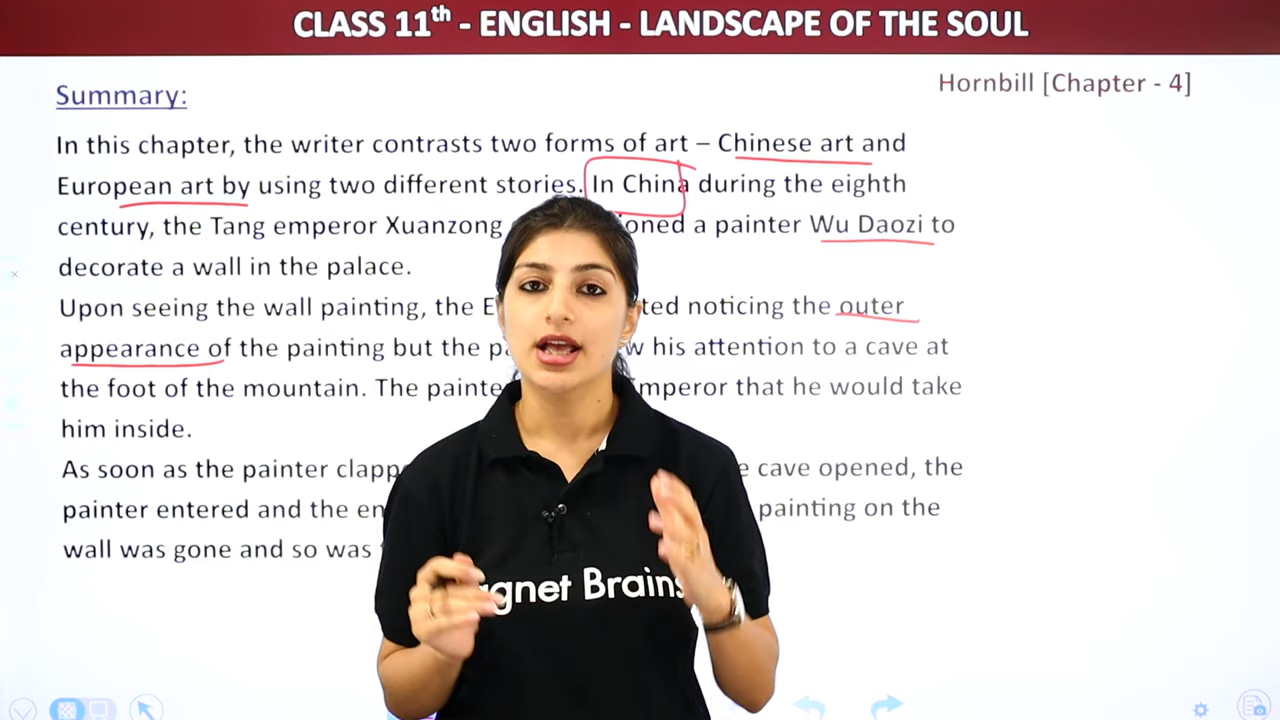 CLASS 11th - ENGLISH - LANDSCAPE OF THE SOUL
Hornbill [Chapter - 4]
Summary:
In this chapter, the writer contrasts two forms of art – Chinese art and
European art by using two different stories. In China during the eighth
century, the Tang emperor Xuanzong a painter Wu Daozi to
decorate a wall in the palace.
Upon seeing the wall painting, the noticing the outer
appearance of the painting but the his attention to a cave at
the foot of the mountain. The that he would take
him inside.
As soon as the painter cave opened, the
painter entered and the painting on the
wall was gone and so was
Brains